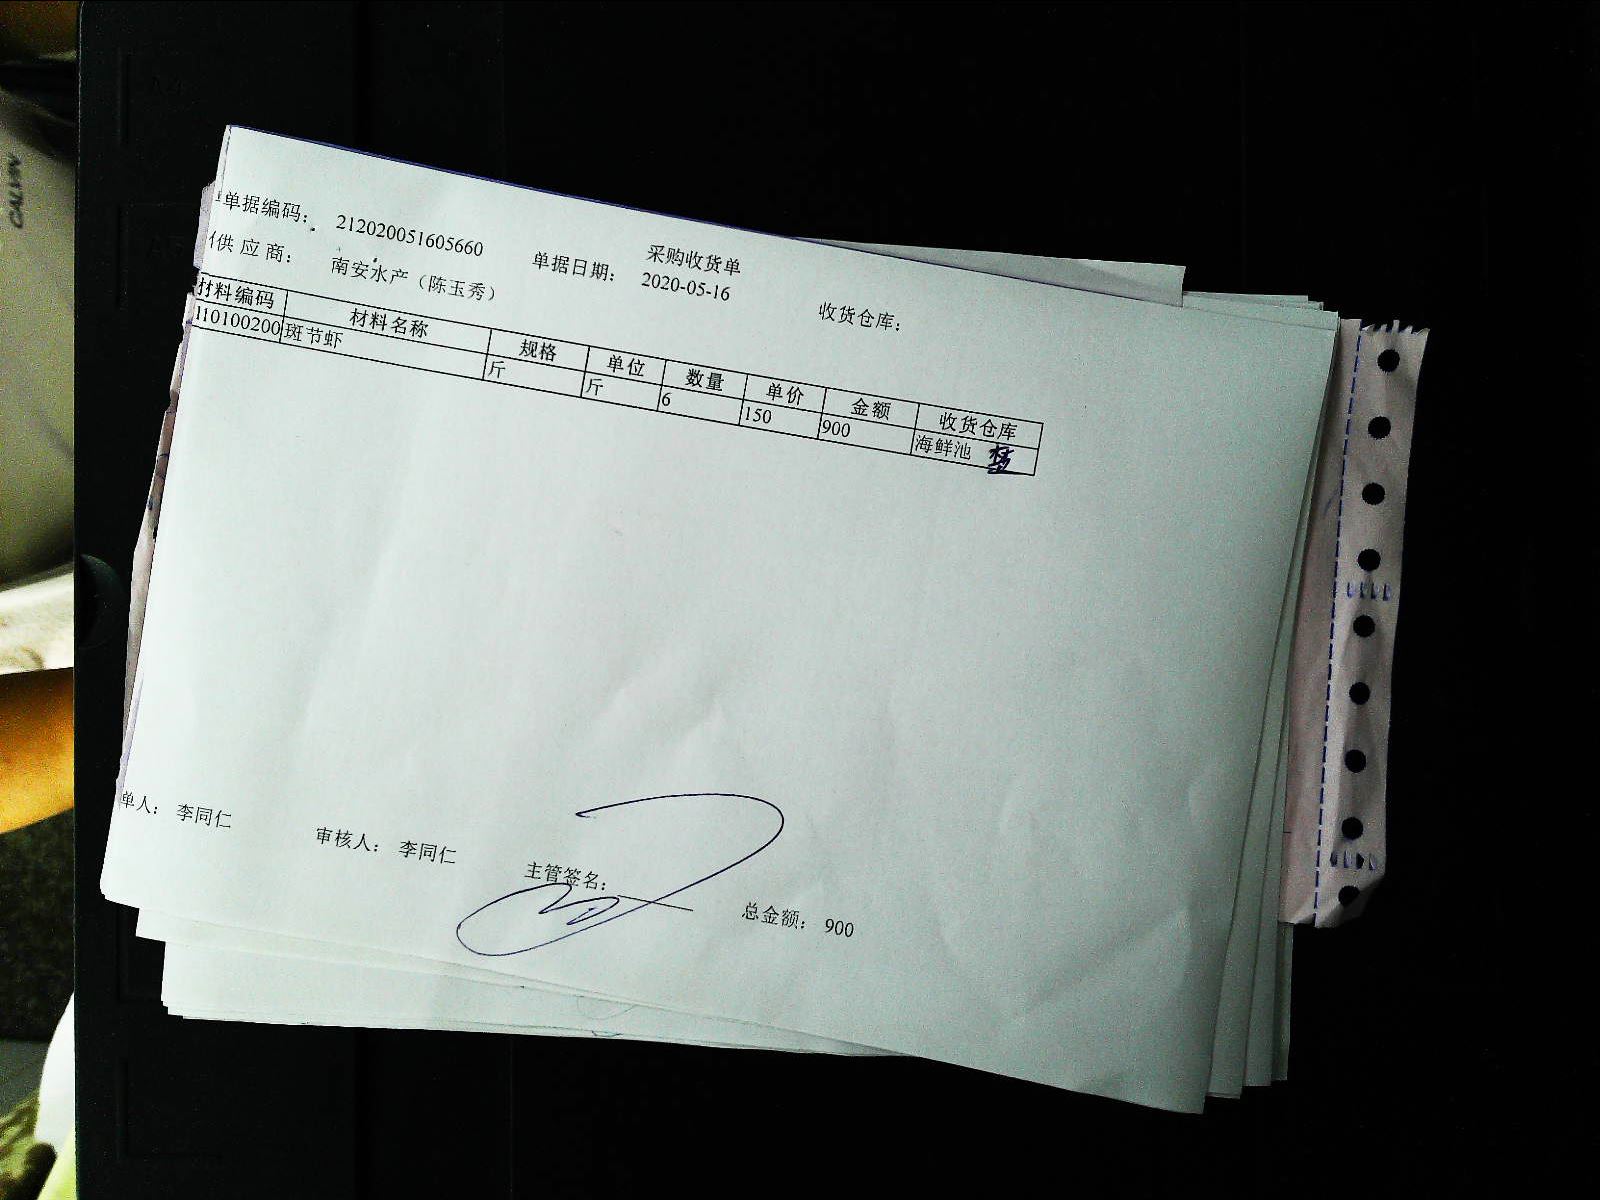 采购收货单
单据编码： 212020051605660 单据日期： 2020-05-16 收货仓库：
供应商： 南安水产（陈玉秀）
材料编码 材料名称 规格 单位 数量 单价 金额 收货仓库
110100200 斑节虾 斤 斤 6 150 900 海鲜池
单人： 李同仁 审核人： 李同仁 主管签名： 总金额： 900
CALVIN